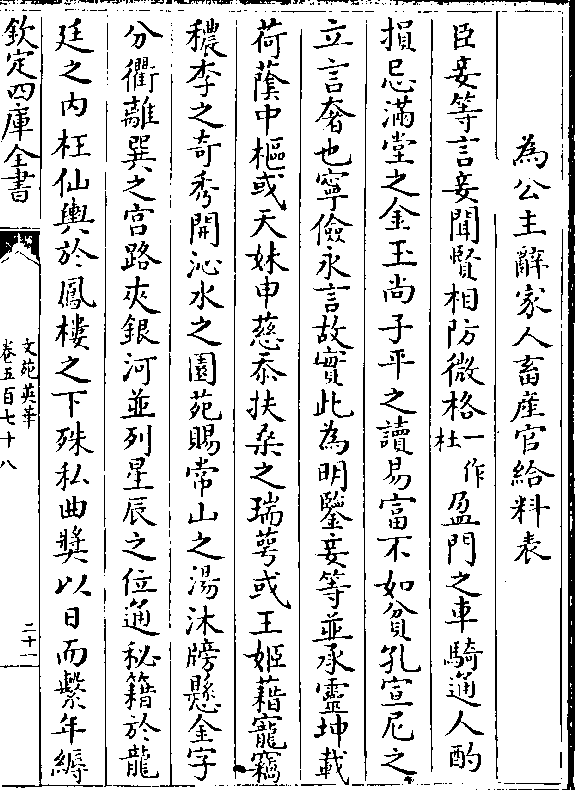 為公主辭家人畜産官給料表
臣妾等言妾聞賢相防微格一作杜盈門之車騎通人酌
損忌滿堂之金玉尚子平之讀易富不如貧孔宣尼之
立言奢也寧儉永言故實此為明鑒妾等並承靈坤載
荷蔭中樞或天妹申慈忝扶桑之瑞萼或王姬藉寵竊
穠李之奇秀開沁水之園苑賜常山之湯沐牓懸金字
分衢離巽之宮路夾銀河並列星辰之位通秘籍於龍
廷之内枉仙輿於鳳樓之下殊私曲獎以日而繫年縟
欽定四庫全書
文苑英華
卷五百七十八
二十一